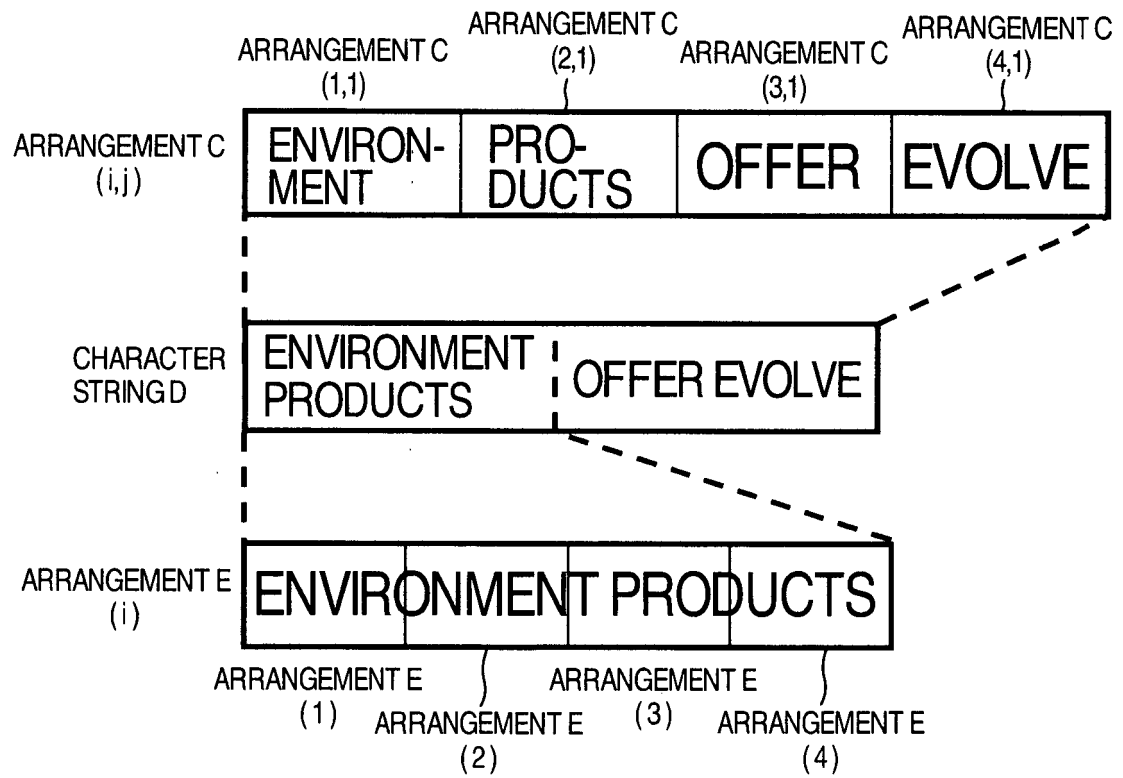 ARRANGEMENT C
(1,1)
ARRANGEMENT C
(2,1)
ARRANGEMENT C
(3,1)
ARRANGEMENT C
(4,1)
ARRANGEMENT C
(i,j)
ENVIRON-
MENT
PRO-
DUCTS
OFFER
EVOLVE
CHARACTER
STRING D
ENVIRONMENT
PRODUCTS
OFFER EVOLVE
ARRANGEMENT E
(i)
ENVIRONMENT PRODUCTS
ARRANGEMENT E
(1)
ARRANGEMENT E
(2)
ARRANGEMENT E
(3)
ARRANGEMENT E
(4)